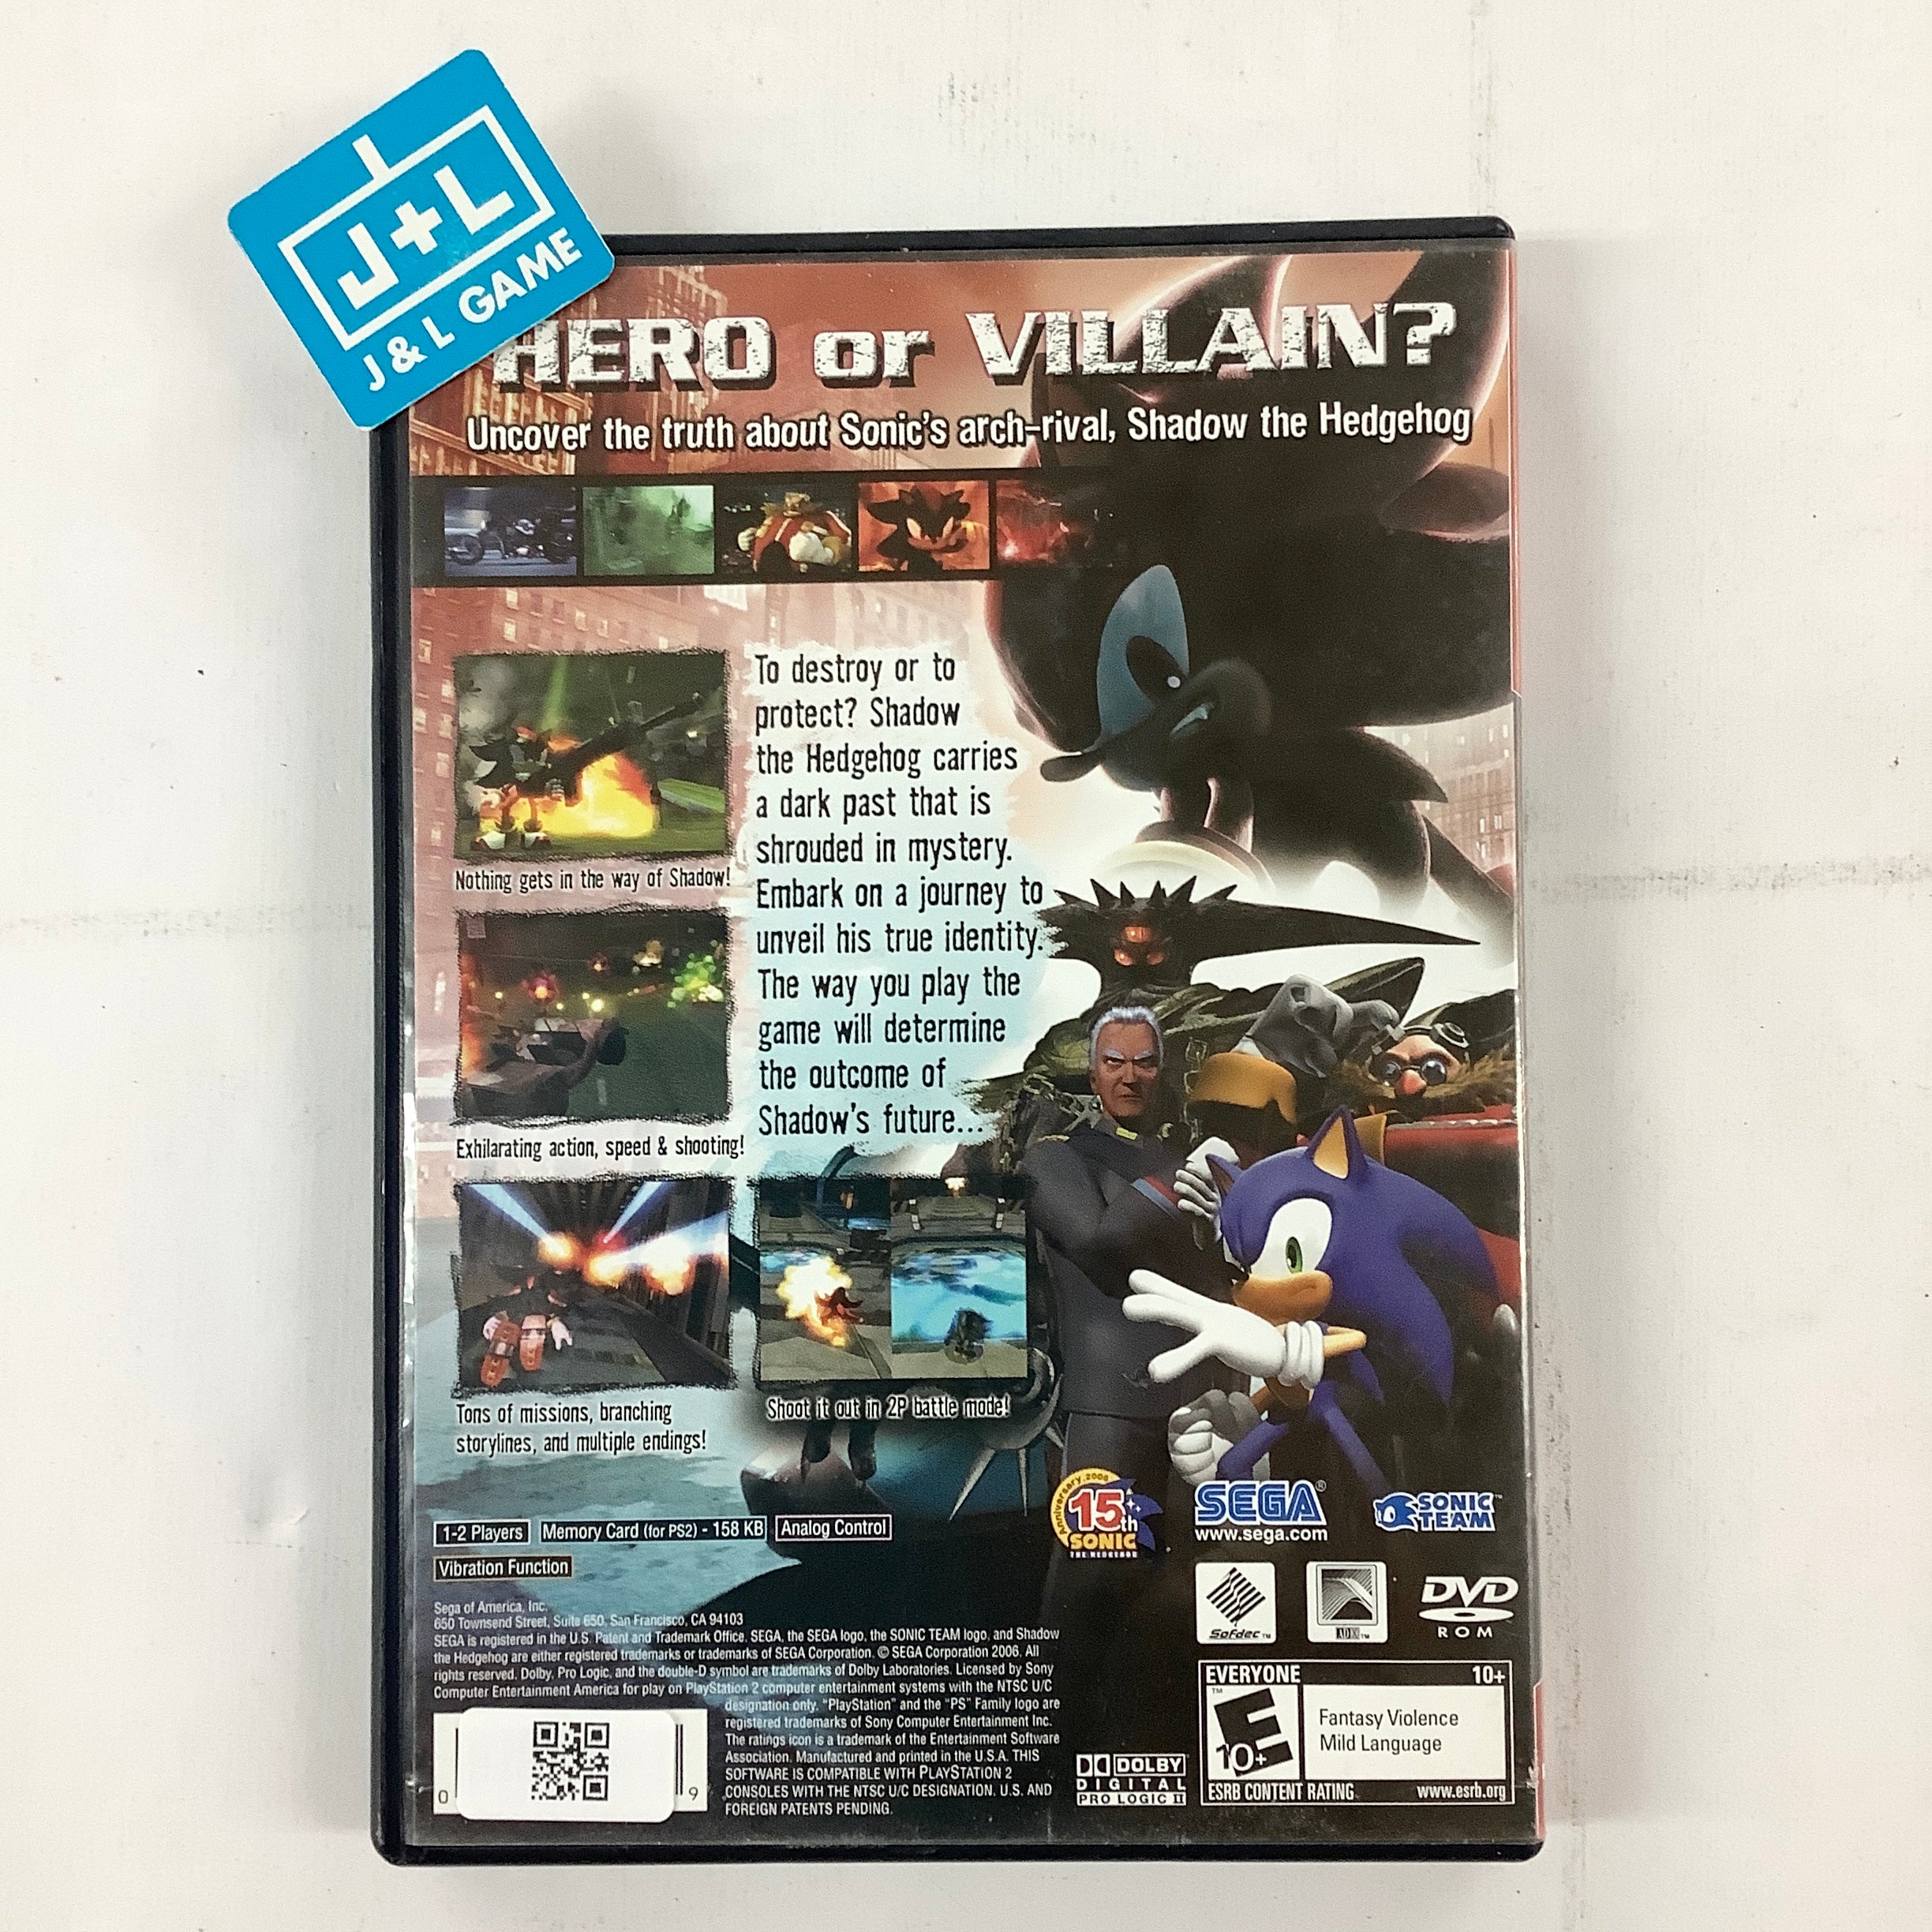 J+L
J & L GAME
HERO or VILLAIN?
Uncover the truth about Sonic's arch-rival, Shadow the Hedgehog
To destroy or to
protect? Shadow
the Hedgehog carries
a dark past that is
shrouded in mystery.
Embark on a journey to
unveil his true identity.
The way you play the
game will determine
the outcome of
Shadow's future...
Nothing gets in the way of Shadow!
Exhilarating action, speed & shooting!
Tons of missions, branching
storylines, and multiple endings!
Shoot it out in 2P battle mode!
1-2 Players
Memory Card (for PS2) - 158 KB
Analog Control
Vibration Function
Anniversary.2006
15th
SONIC
THE HEDGEHOG
SEGA®
www.sega.com
SONIC
TEAM™
Sofdec™
ADX™
DVD
ROM
Sega of America, Inc.
650 Townsend Street, Suite 650, San Francisco, CA 94103
SEGA is registered in the U.S. Patent and Trademark Office. SEGA, the SEGA logo, the SONIC TEAM logo, and Shadow
the Hedgehog are either registered trademarks or trademarks of SEGA Corporation. © SEGA Corporation 2006. All
rights reserved. Dolby, Pro Logic, and the double-D symbol are trademarks of Dolby Laboratories. Licensed by Sony
Computer Entertainment America for play on PlayStation 2 computer entertainment systems with the NTSC U/C
designation only. "PlayStation" and the "PS" Family logo are
registered trademarks of Sony Computer Entertainment Inc.
The ratings icon is a trademark of the Entertainment Software
Association. Manufactured and printed in the U.S.A. THIS
SOFTWARE IS COMPATIBLE WITH PLAYSTATION 2
CONSOLES WITH THE NTSC U/C DESIGNATION. U.S. AND
FOREIGN PATENTS PENDING.
0
9
DOLBY
DIGITAL
PRO LOGIC II
EVERYONE 10+
E
10+
™
Fantasy Violence
Mild Language
ESRB CONTENT RATING www.esrb.org